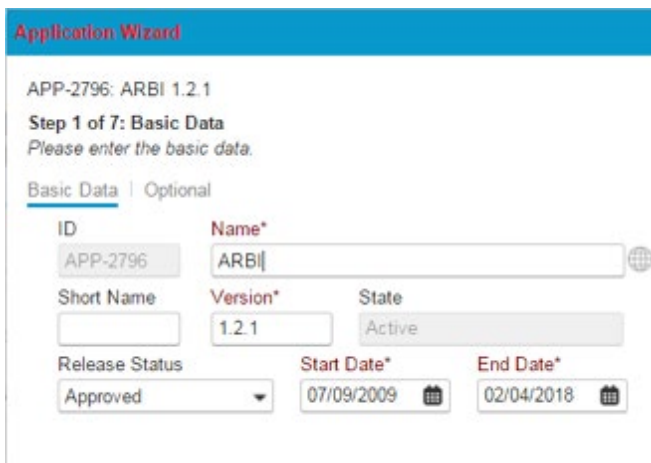 Application Wizard
APP-2796: ARBI 1.2.1
Step 1 of 7: Basic Data
Please enter the basic data.
Basic Data | Optional
ID Name*
APP-2796 ARBI
Short Name Version* State
1.2.1 Active
Release Status Start Date* End Date*
Approved 07/09/2009 02/04/2018